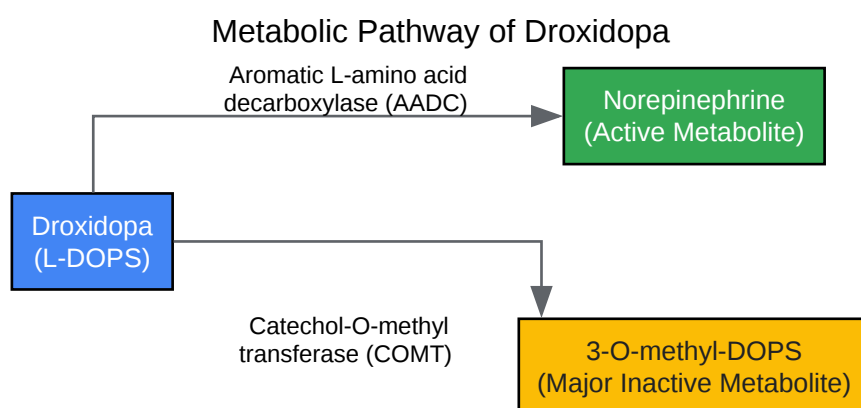 Metabolic Pathway of Droxidopa
Aromatic L-amino acid
decarboxylase (AADC)
Norepinephrine
(Active Metabolite)
Droxidopa
(L-DOPS)
Catechol-O-methyl
transferase (COMT)
3-O-methyl-DOPS
(Major Inactive Metabolite)